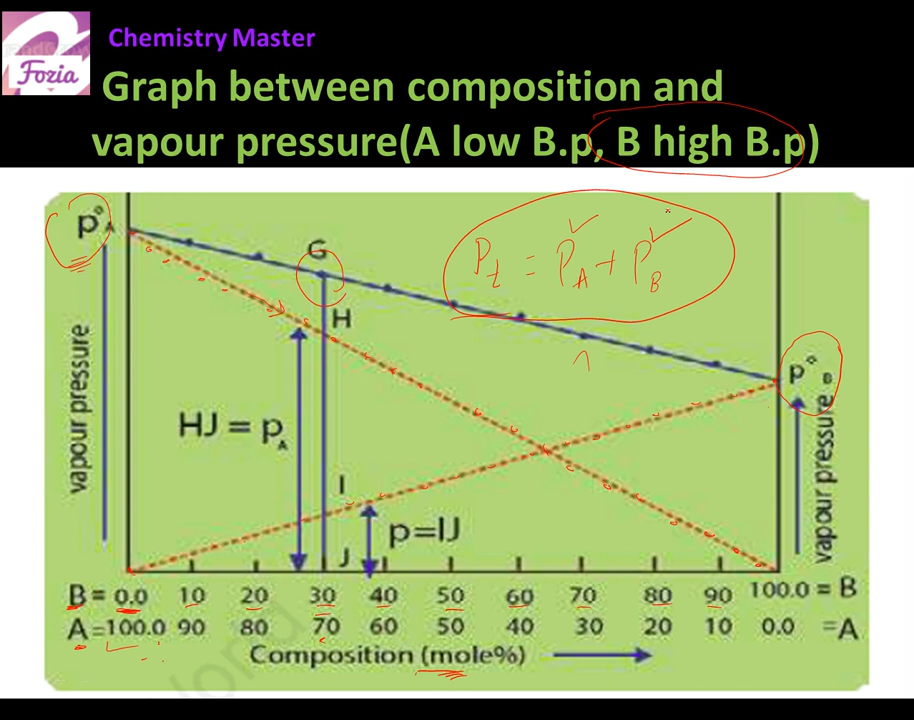 Fozia
Chemistry Master
Graph between composition and
vapour pressure(A low B.p, B high B.p)
p°A
G
Pt = PA + PB
H
p°B
vapour pressure
HJ = pA
I
p=IJ
J
vapour pressure
B = 0.0 10 20 30 40 50 60 70 80 90 100.0 = B
A =100.0 90 80 70 60 50 40 30 20 10 0.0 =A
Composition (mole%)